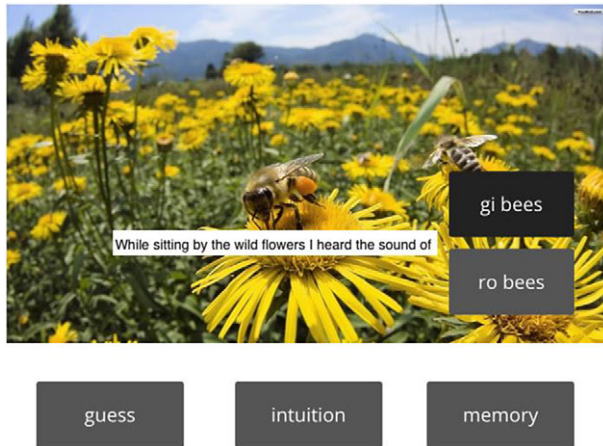 While sitting by the wild flowers I heard the sound of
gi bees
ro bees
guess
intuition
memory